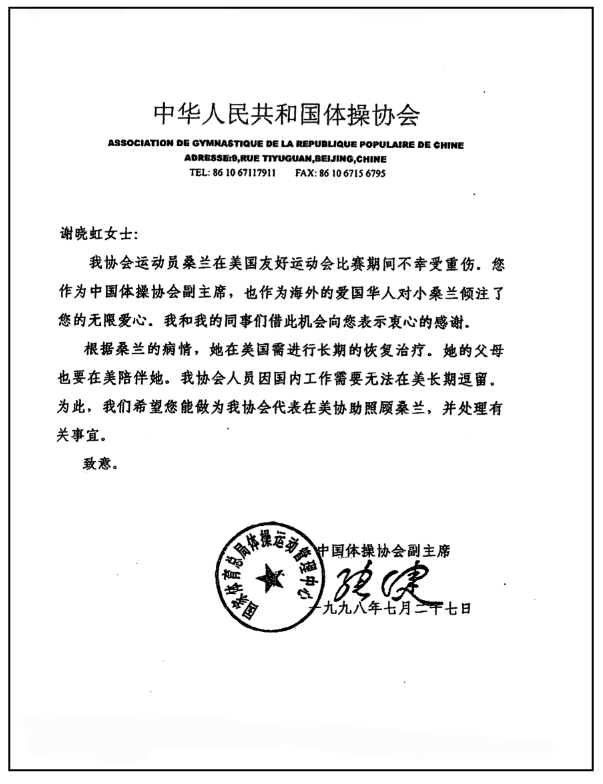 中华人民共和国体操协会
ASSOCIATION DE GYMNASTIQUE DE LA REPUBLIQUE POPULAIRE DE CHINE
ADRESSE:9,RUE TIYUGUAN,BEIJING,CHINE
TEL: 86 10 67117911 FAX: 86 10 6715 6795
谢晓虹女士:
我协会运动员桑兰在美国友好运动会比赛期间不幸受重伤。您
作为中国体操协会副主席，也作为海外的爱国华人对小桑兰倾注了
您的无限爱心。我和我的同事们借此机会向您表示衷心的感谢。
根据桑兰的病情，她在美国需进行长期的恢复治疗。她的父母
也要在美陪伴她。我协会人员因国内工作需要无法在美长期逗留。
为此，我们希望您能做为我协会代表在美协助照顾桑兰，并处理有
关事宜。
致意。
国家体育总局体操运动管理中心
中国体操协会副主席
张健
一九九八年七月二十七日